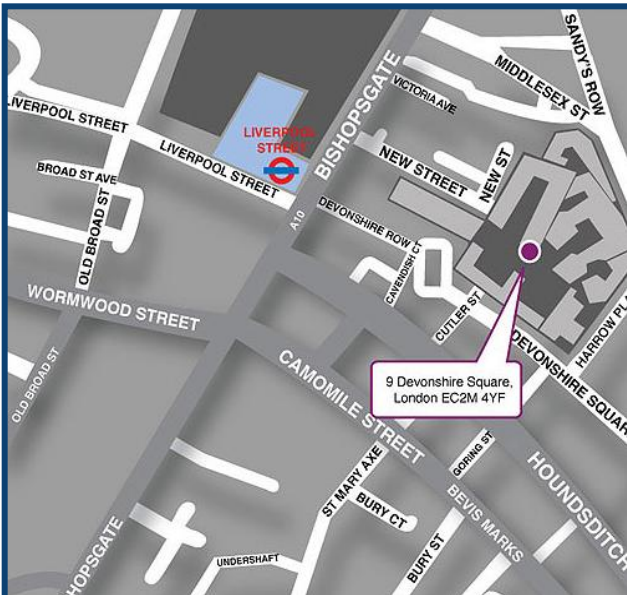 SANDY'S ROW
MIDDLESEX ST
BISHOPSGATE
VICTORIA AVE
LIVERPOOL STREET
LIVERPOOL
STREET
LIVERPOOL STREET
NEW STREET
NEW ST
BROAD ST AVE
OLD BROAD ST
A10
DEVONSHIRE ROW
CAVENDISH CT
CUTLER ST
HARROW PLA
WORMWOOD STREET
DEVONSHIRE SQUAR
OLD BROAD ST
CAMOMILE STREET
9 Devonshire Square,
London EC2M 4YF
GORING ST
HOUNDSDITCH
ST MARY AXE
BURY CT
BEVIS MARKS
BURY ST
UNDERSHAFT
HOPSGATE